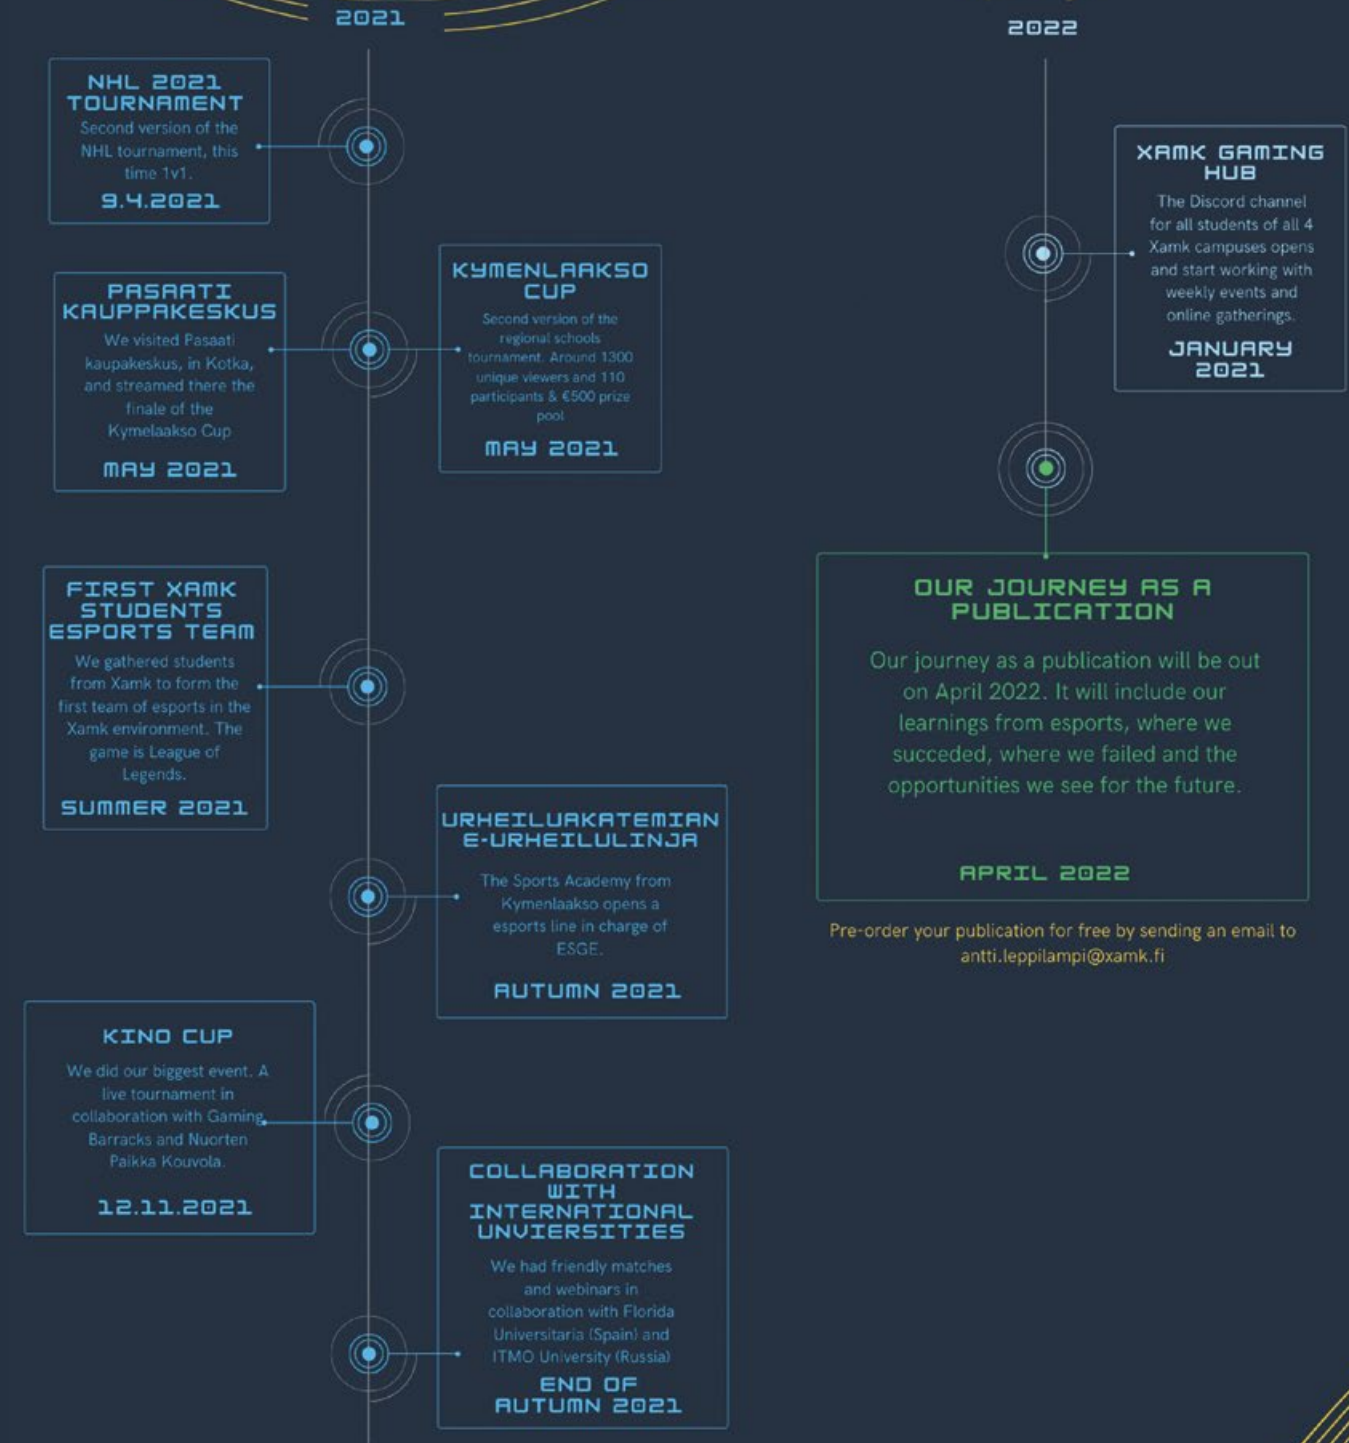 2021
NHL 2021
TOURNAMENT
Second version of the
NHL tournament, this
time 1v1.
9.4.2021
PASAATI
KAUPPAKESKUS
We visited Pasaati
kaupakeskus, in Kotka,
and streamed there the
finale of the
Kymelaakso Cup
MAY 2021
KYMENLAAKSO
CUP
Second version of the
regional schools
tournament. Around 1300
unique viewers and 110
participants & €500 prize
pool
MAY 2021
FIRST XAMK
STUDENTS
ESPORTS TEAM
We gathered students
from Xamk to form the
first team of esports in the
Xamk environment. The
game is League of
Legends.
SUMMER 2021
URHEILUAKATEMIAN
E-URHEILULINJA
The Sports Academy from
Kymenlaakso opens a
esports line in charge of
ESGE.
AUTUMN 2021
KINO CUP
We did our biggest event. A
live tournament in
collaboration with Gaming
Barracks and Nuorten
Paikka Kouvola.
12.11.2021
COLLABORATION
WITH
INTERNATIONAL
UNVIERSITIES
We had friendly matches
and webinars in
collaboration with Florida
Universitaria (Spain) and
ITMO University (Russia)
END OF
AUTUMN 2021
2022
XAMK GAMING
HUB
The Discord channel
for all students of all 4
Xamk campuses opens
and start working with
weekly events and
online gatherings.
JANUARY
2021
OUR JOURNEY AS A
PUBLICATION
Our journey as a publication will be out
on April 2022. It will include our
learnings from esports, where we
succeded, where we failed and the
opportunities we see for the future.
APRIL 2022
Pre-order your publication for free by sending an email to
antti.leppilampi@xamk.fi